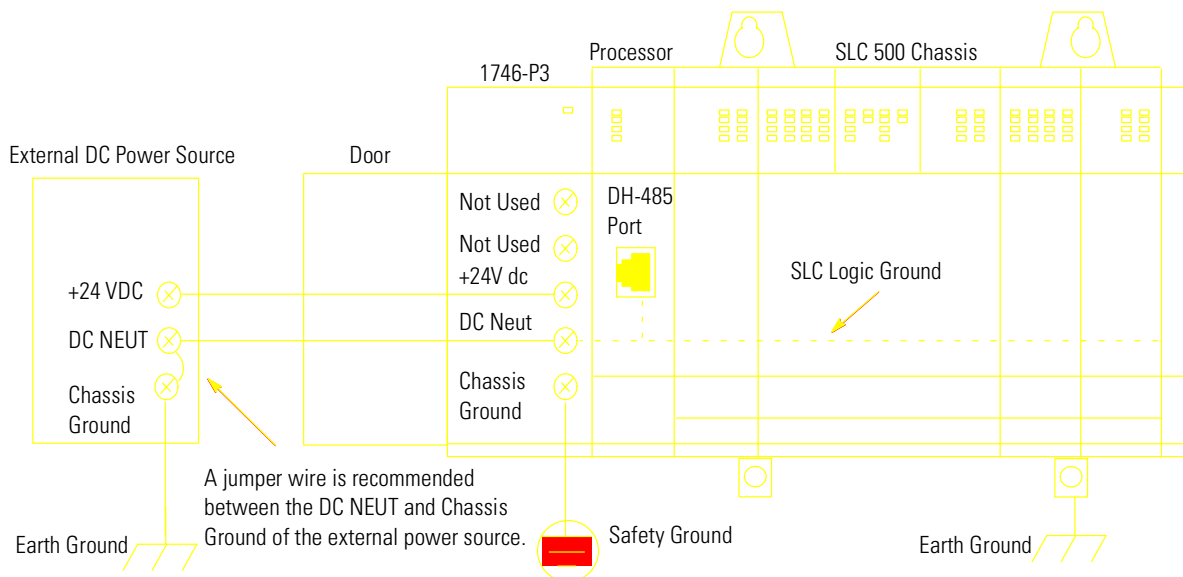 Processor
SLC 500 Chassis
1746-P3
External DC Power Source
Door
Not Used
DH-485
Port
Not Used
+24V dc
SLC Logic Ground
+24 VDC
DC Neut
DC NEUT
Chassis
Ground
Chassis
Ground
A jumper wire is recommended
between the DC NEUT and Chassis
Ground of the external power source.
Earth Ground
Safety Ground
Earth Ground